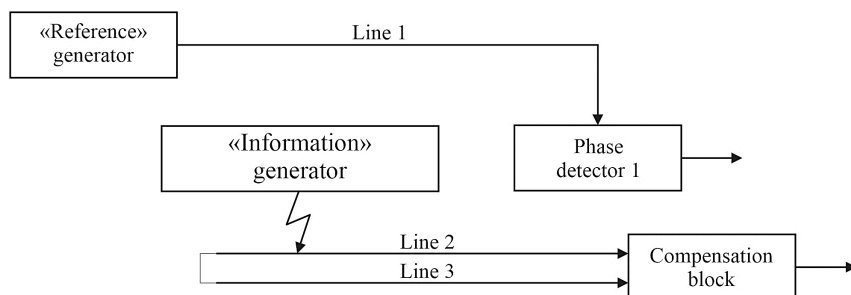 «Reference»
generator
Line 1
«Information»
generator
Phase
detector 1
Line 2
Line 3
Compensation
block